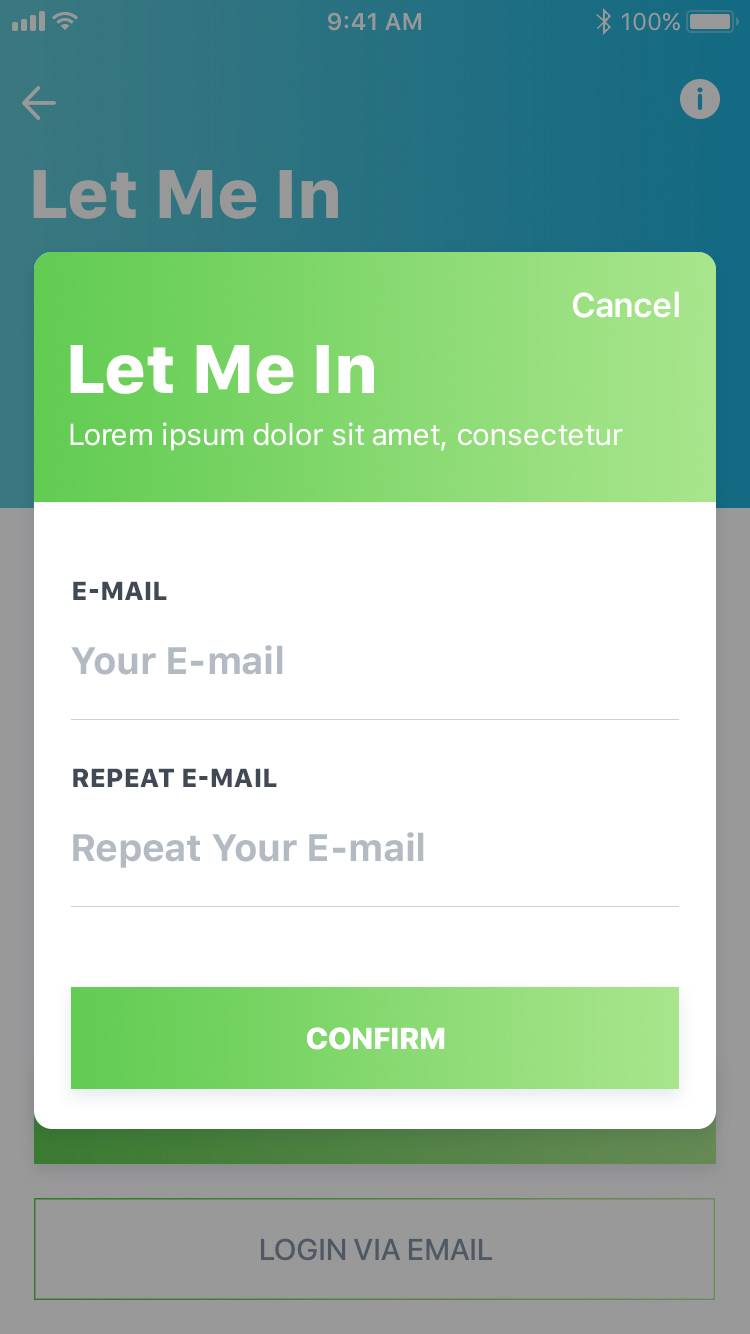 9:41 AM 100%
Let Me In
Cancel
Let Me In
Lorem ipsum dolor sit amet, consectetur
E-MAIL
Your E-mail
REPEAT E-MAIL
Repeat Your E-mail
CONFIRM
LOGIN VIA EMAIL